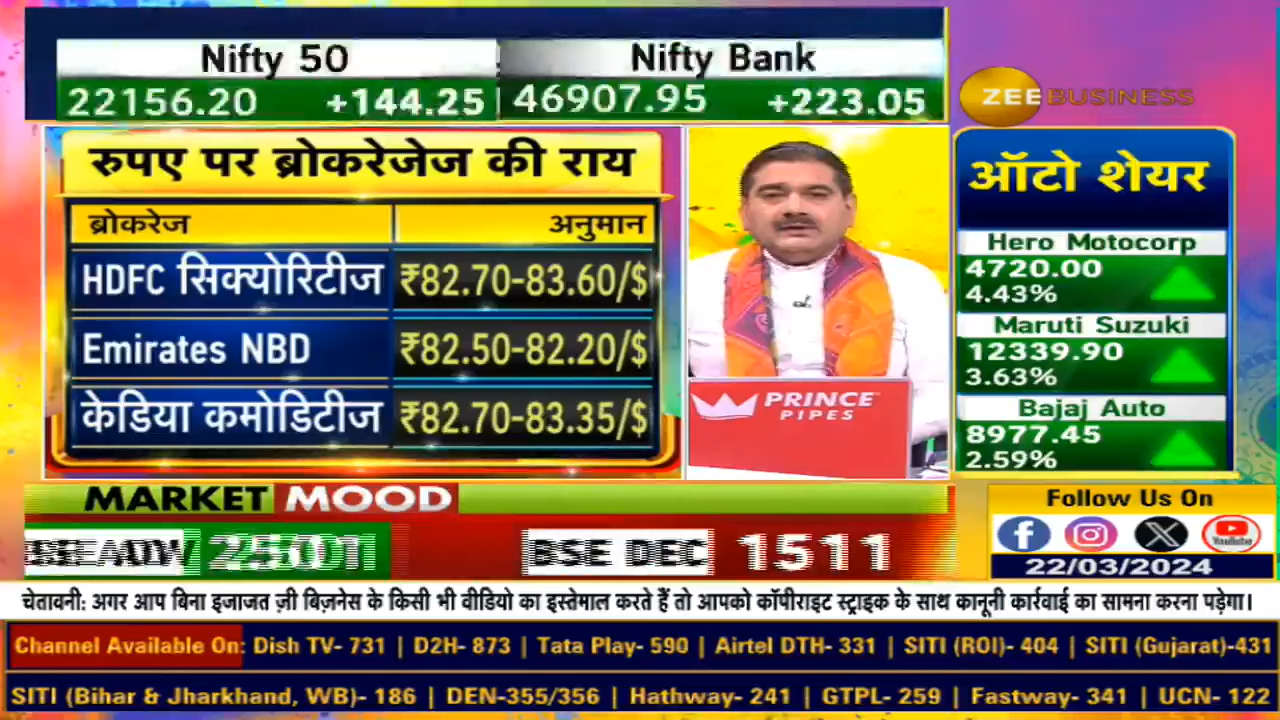 Nifty 50
Nifty Bank
22156.20 +144.25
46907.95 +223.05
ZEE BUSINESS
रुपए पर ब्रोकरेजेज की राय
ब्रोकरेज अनुमान
HDFC सिक्योरिटीज ₹82.70-83.60/$
Emirates NBD ₹82.50-82.20/$
केडिया कमोडिटीज ₹82.70-83.35/$
PRINCE
PIPES
ऑटो शेयर
Hero Motocorp
4720.00
4.43%
Maruti Suzuki
12339.90
3.63%
Bajaj Auto
8977.45
2.59%
MARKET MOOD
BSE DEC 1511
Follow Us On
YouTube
22/03/2024
चेतावनी: अगर आप बिना इजाजत ज़ी बिज़नेस के किसी भी वीडियो का इस्तेमाल करते हैं तो आपको कॉपीराइट स्ट्राइक के साथ कानूनी कार्रवाई का सामना करना पड़ेगा।
Channel Available On: Dish TV- 731 | D2H- 873 | Tata Play- 590 | Airtel DTH- 331 | SITI (ROI)- 404 | SITI (Gujarat)-431
SITI (Bihar & Jharkhand, WB)- 186 | DEN-355/356 | Hathway- 241 | GTPL- 259 | Fastway- 341 | UCN- 122